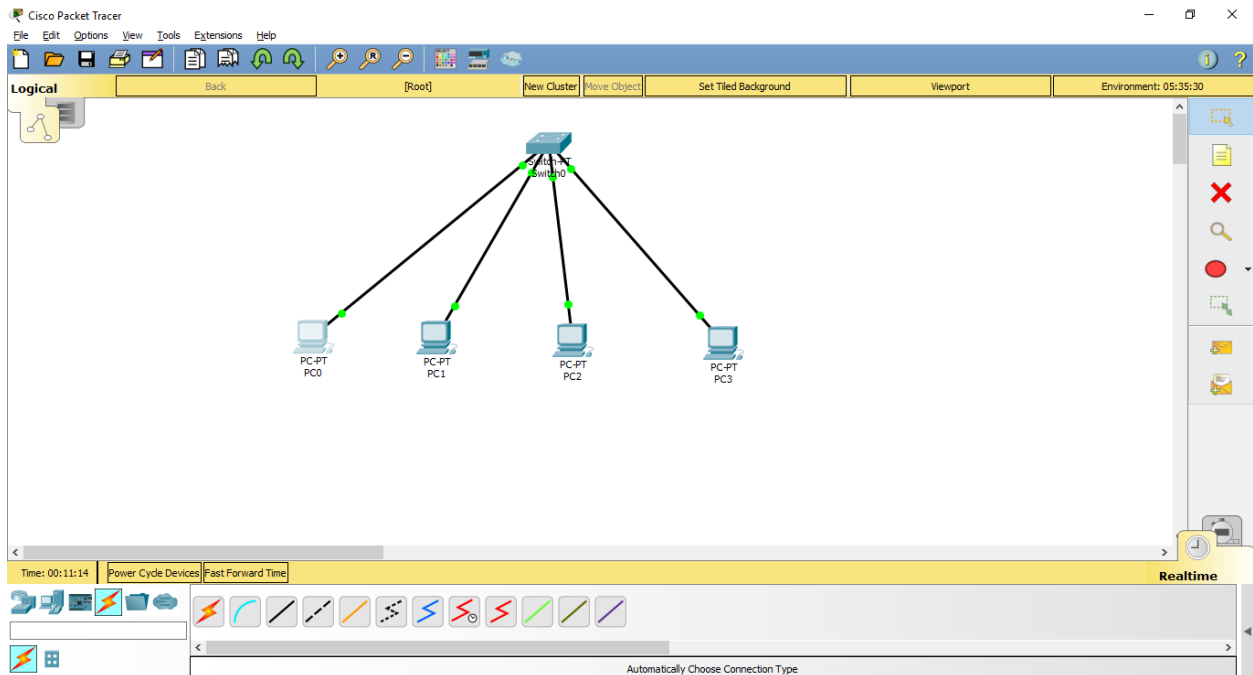 Cisco Packet Tracer
File Edit Options View Tools Extensions Help
Logical Back [Root] New Cluster Move Object Set Tiled Background Viewport Environment: 05:35:30
Switch-PT
Switch0
PC-PT
PC0
PC-PT
PC1
PC-PT
PC2
PC-PT
PC3
Time: 00:11:14 Power Cycle Devices Fast Forward Time Realtime
Automatically Choose Connection Type